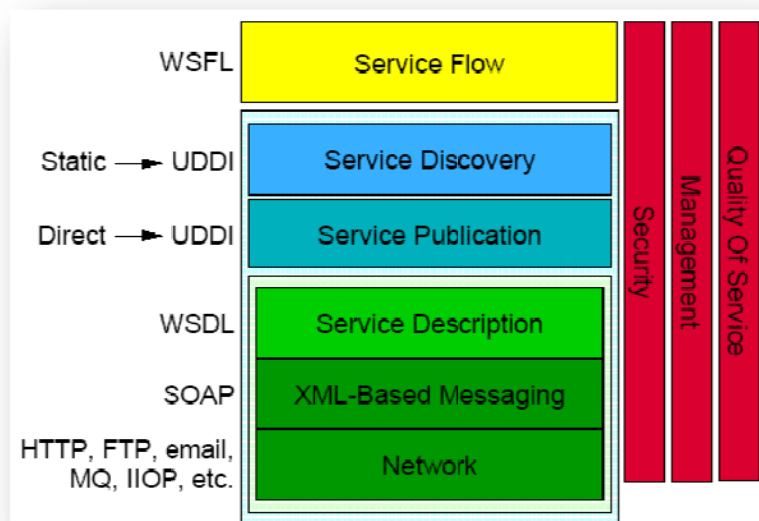 WSFL
Service Flow
Static
UDDI
Service Discovery
Direct
UDDI
Service Publication
WSDL
Service Description
SOAP
XML-Based Messaging
HTTP, FTP, email,
MQ, IIOP, etc.
Network
Security
Management
Quality Of Service